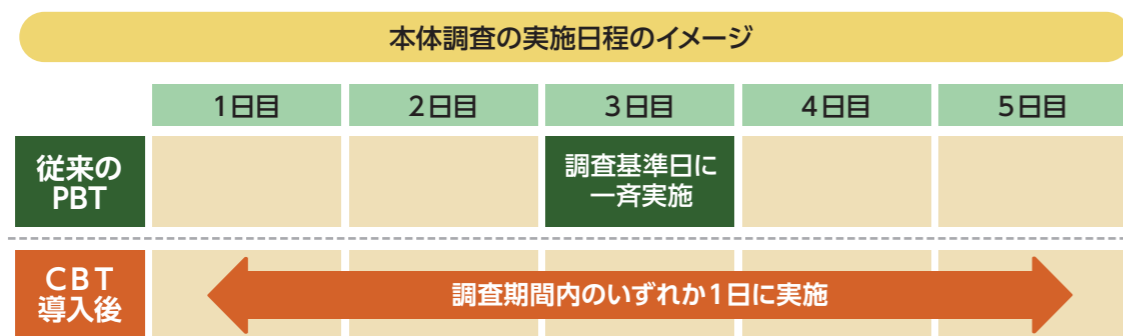 本体調査の実施日程のイメージ
1日目 2日目 3日目 4日目 5日目
従来の
PBT
調査基準日に
一斉実施
CBT
導入後
調査期間内のいずれか1日に実施